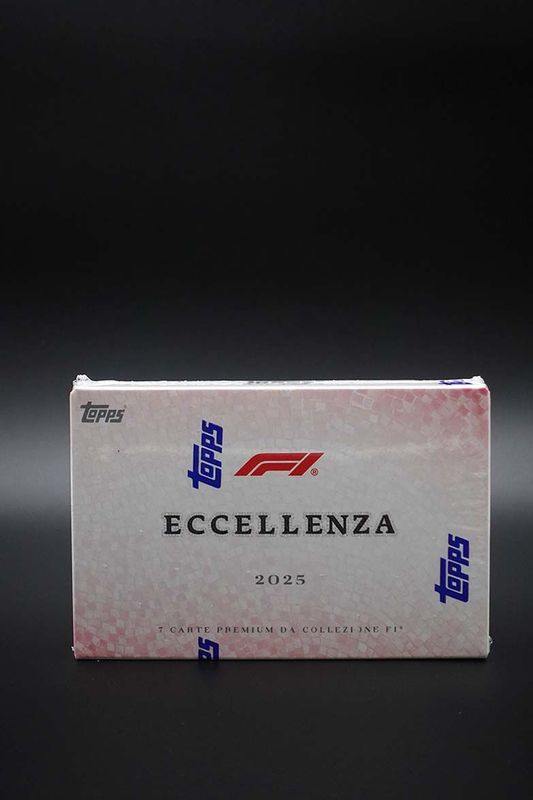 topps
topps
F1®
ECCELLENZA
topps
2025
7 CARTE PREMIUM DA COLLEZIONE F1®